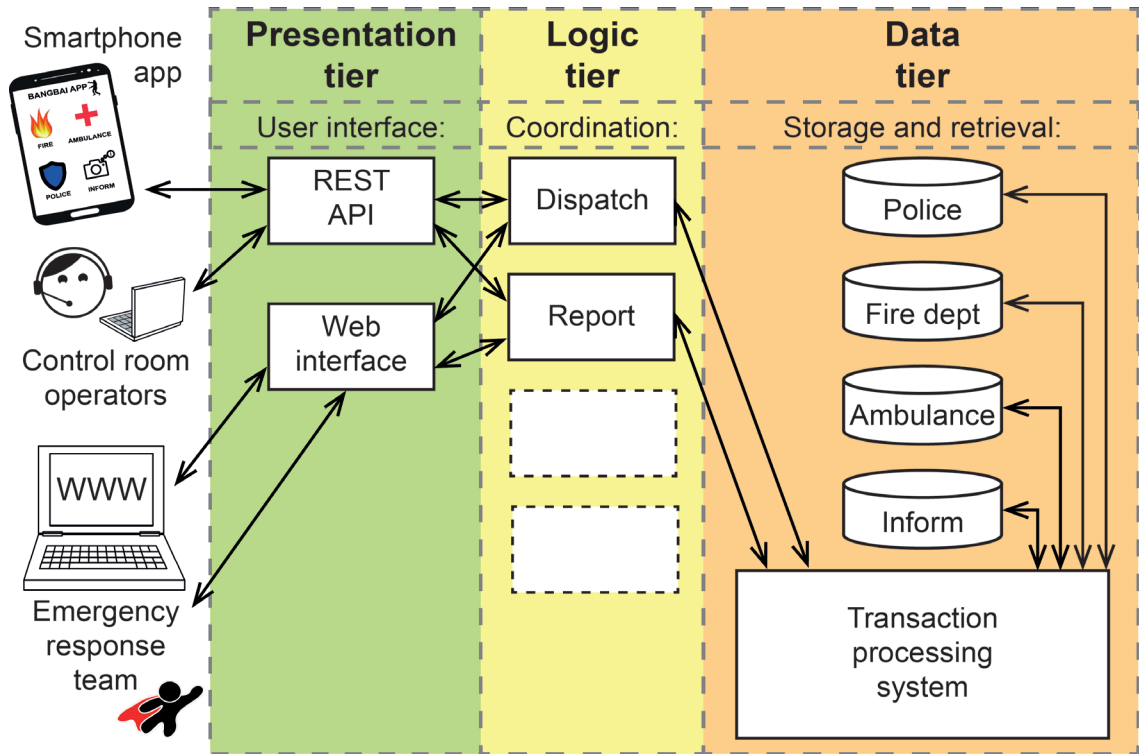 Smartphone
app
BANGBAI APP
FIRE
AMBULANCE
POLICE
INFORM
Control room
operators
WWW
Emergency
response
team
Presentation
tier
User interface:
REST
API
Web
interface
Logic
tier
Coordination:
Dispatch
Report
Data
tier
Storage and retrieval:
Police
Fire dept
Ambulance
Inform
Transaction
processing
system